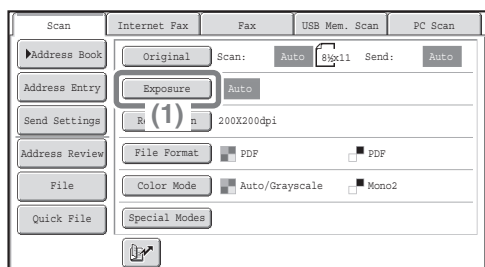 Scan Internet Fax Fax USB Mem. Scan PC Scan
Address Book Original Scan: Auto 8½x11 Send: Auto
Address Entry Exposure Auto
Send Settings (1) 200X200dpi
Address Review File Format PDF PDF
File Color Mode Auto/Grayscale Mono2
Quick File Special Modes